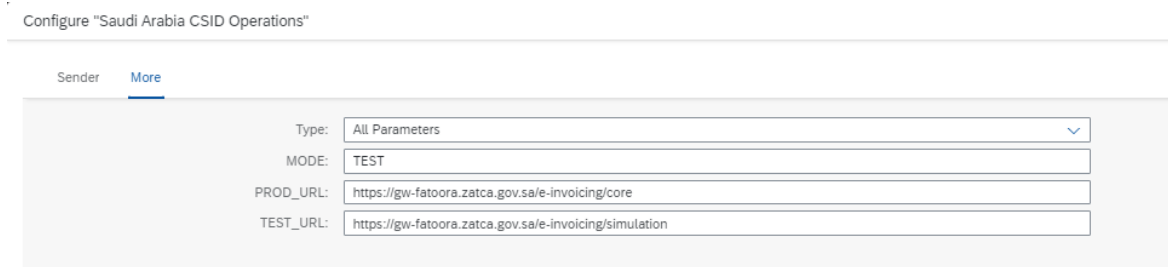 Configure "Saudi Arabia CSID Operations"
Sender More
Type: All Parameters
MODE: TEST
PROD_URL: https://gw-fatoora.zatca.gov.sa/e-invoicing/core
TEST_URL: https://gw-fatoora.zatca.gov.sa/e-invoicing/simulation